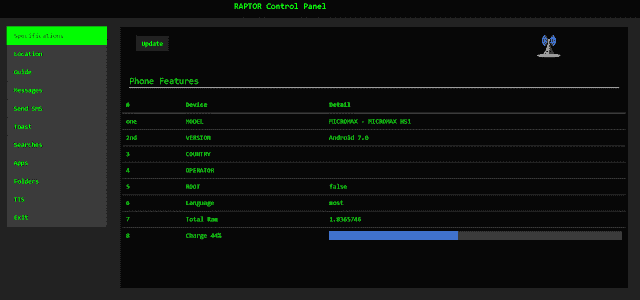 RAPTOR Control Panel
Specifications
Location
Guide
Messages
Send SMS
Toast
Searches
Apps
Folders
TTS
Exit
Update
Phone Features
# Device Detail
one MODEL MICROMAX - MICROMAX HS1
2nd VERSION Android 7.0
3 COUNTRY
4 OPERATOR
5 ROOT false
6 Language most
7 Total Ram 1.8365746
8 Charge 44%